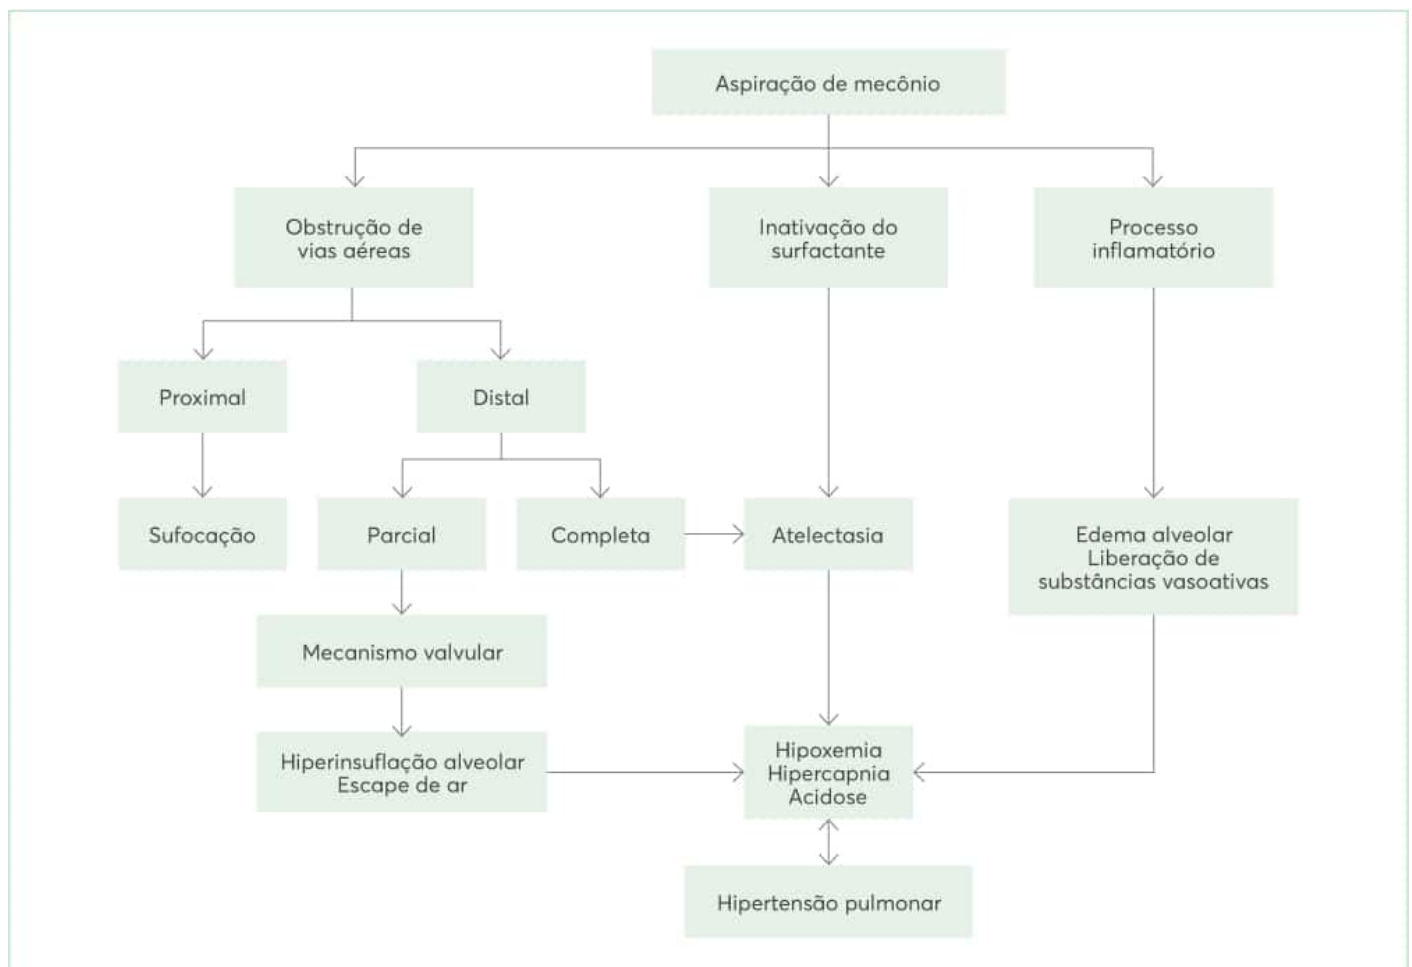 Aspiração de mecônio
Obstrução de
vias aéreas
Inativação do
surfactante
Processo
inflamatório
Proximal
Distal
Sufocação
Parcial
Completa
Atelectasia
Edema alveolar
Liberação de
substâncias vasoativas
Mecanismo valvular
Hiperinsuflação alveolar
Escape de ar
Hipoxemia
Hipercapnia
Acidose
Hipertensão pulmonar